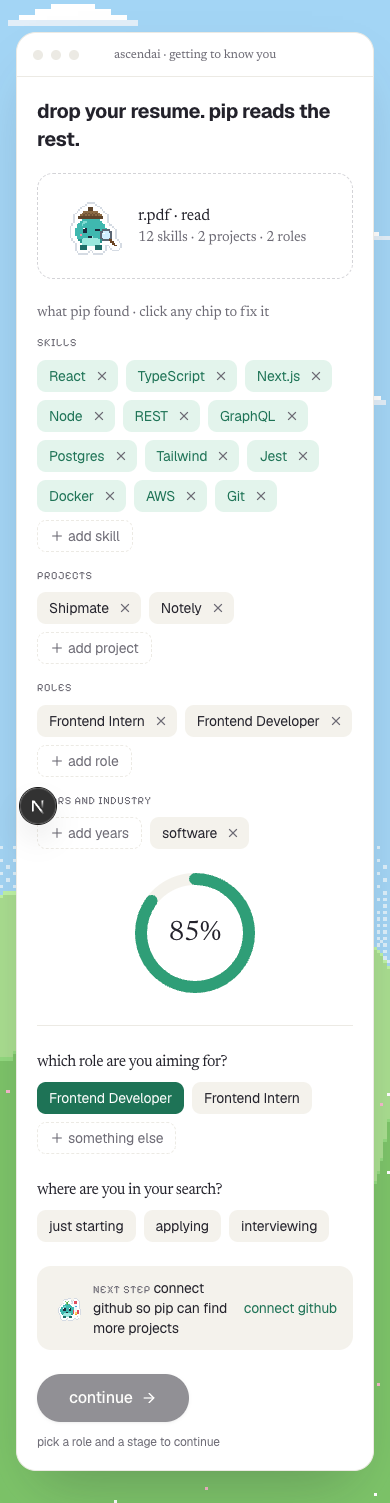 ascendai · getting to know you
drop your resume. pip reads the
rest.
r.pdf · read
12 skills · 2 projects · 2 roles
what pip found · click any chip to fix it
SKILLS
React × TypeScript × Next.js ×
Node × REST × GraphQL ×
Postgres × Tailwind × Jest ×
Docker × AWS × Git ×
+ add skill
PROJECTS
Shipmate × Notely ×
+ add project
ROLES
Frontend Intern × Frontend Developer ×
+ add role
N
RS AND INDUSTRY
+ add years software ×
85%
which role are you aiming for?
Frontend Developer Frontend Intern
+ something else
where are you in your search?
just starting applying interviewing
NEXT STEP connect
github so pip can find
more projects
connect github
continue →
pick a role and a stage to continue